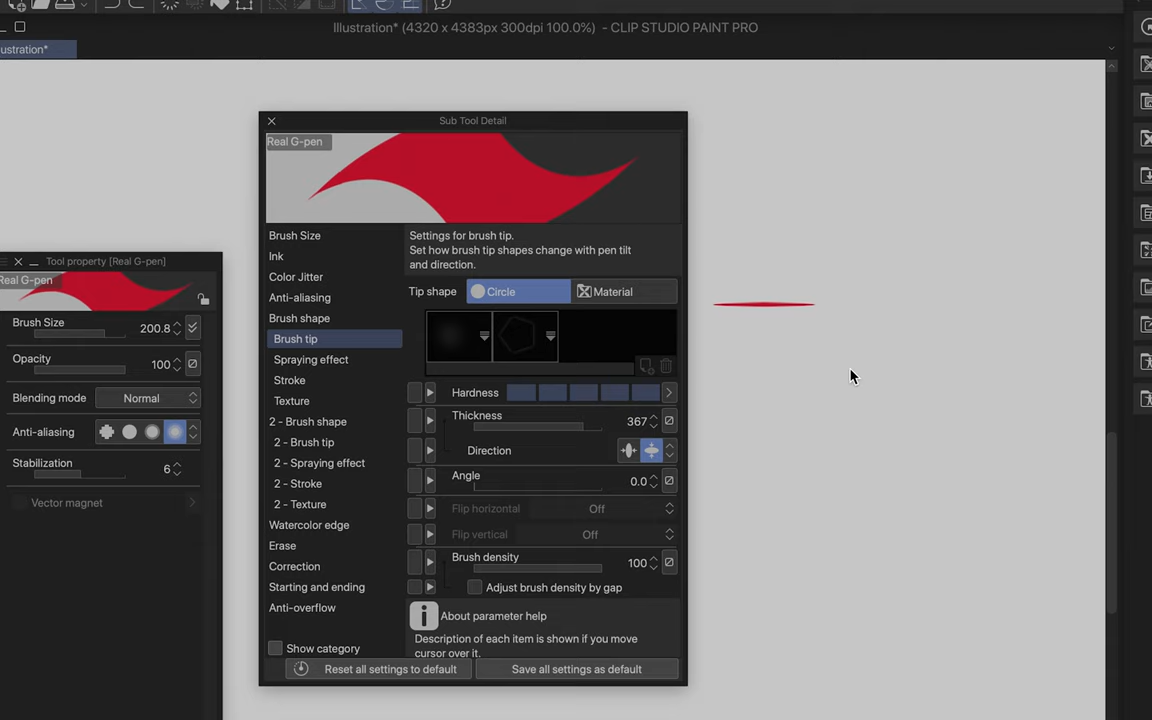 Illustration* (4320 x 4383px 300dpi 100.0%) - CLIP STUDIO PAINT PRO
ustration*
Sub Tool Detail
Real G-pen
Brush Size
Ink
Color Jitter
Anti-aliasing
Brush shape
Brush tip
Spraying effect
Stroke
Texture
2 - Brush shape
2 - Brush tip
2 - Spraying effect
2 - Stroke
2 - Texture
Watercolor edge
Erase
Correction
Starting and ending
Anti-overflow
Show category
Settings for brush tip.
Set how brush tip shapes change with pen tilt
and direction.
Tip shape Circle Material
Hardness
Thickness 367
Direction
Angle 0.0
Flip horizontal Off
Flip vertical Off
Brush density 100
Adjust brush density by gap
About parameter help
Description of each item is shown if you move
cursor over it.
Reset all settings to default Save all settings as default
Tool property [Real G-pen]
Real G-pen
Brush Size 200.8
Opacity 100
Blending mode Normal
Anti-aliasing
Stabilization 6
Vector magnet